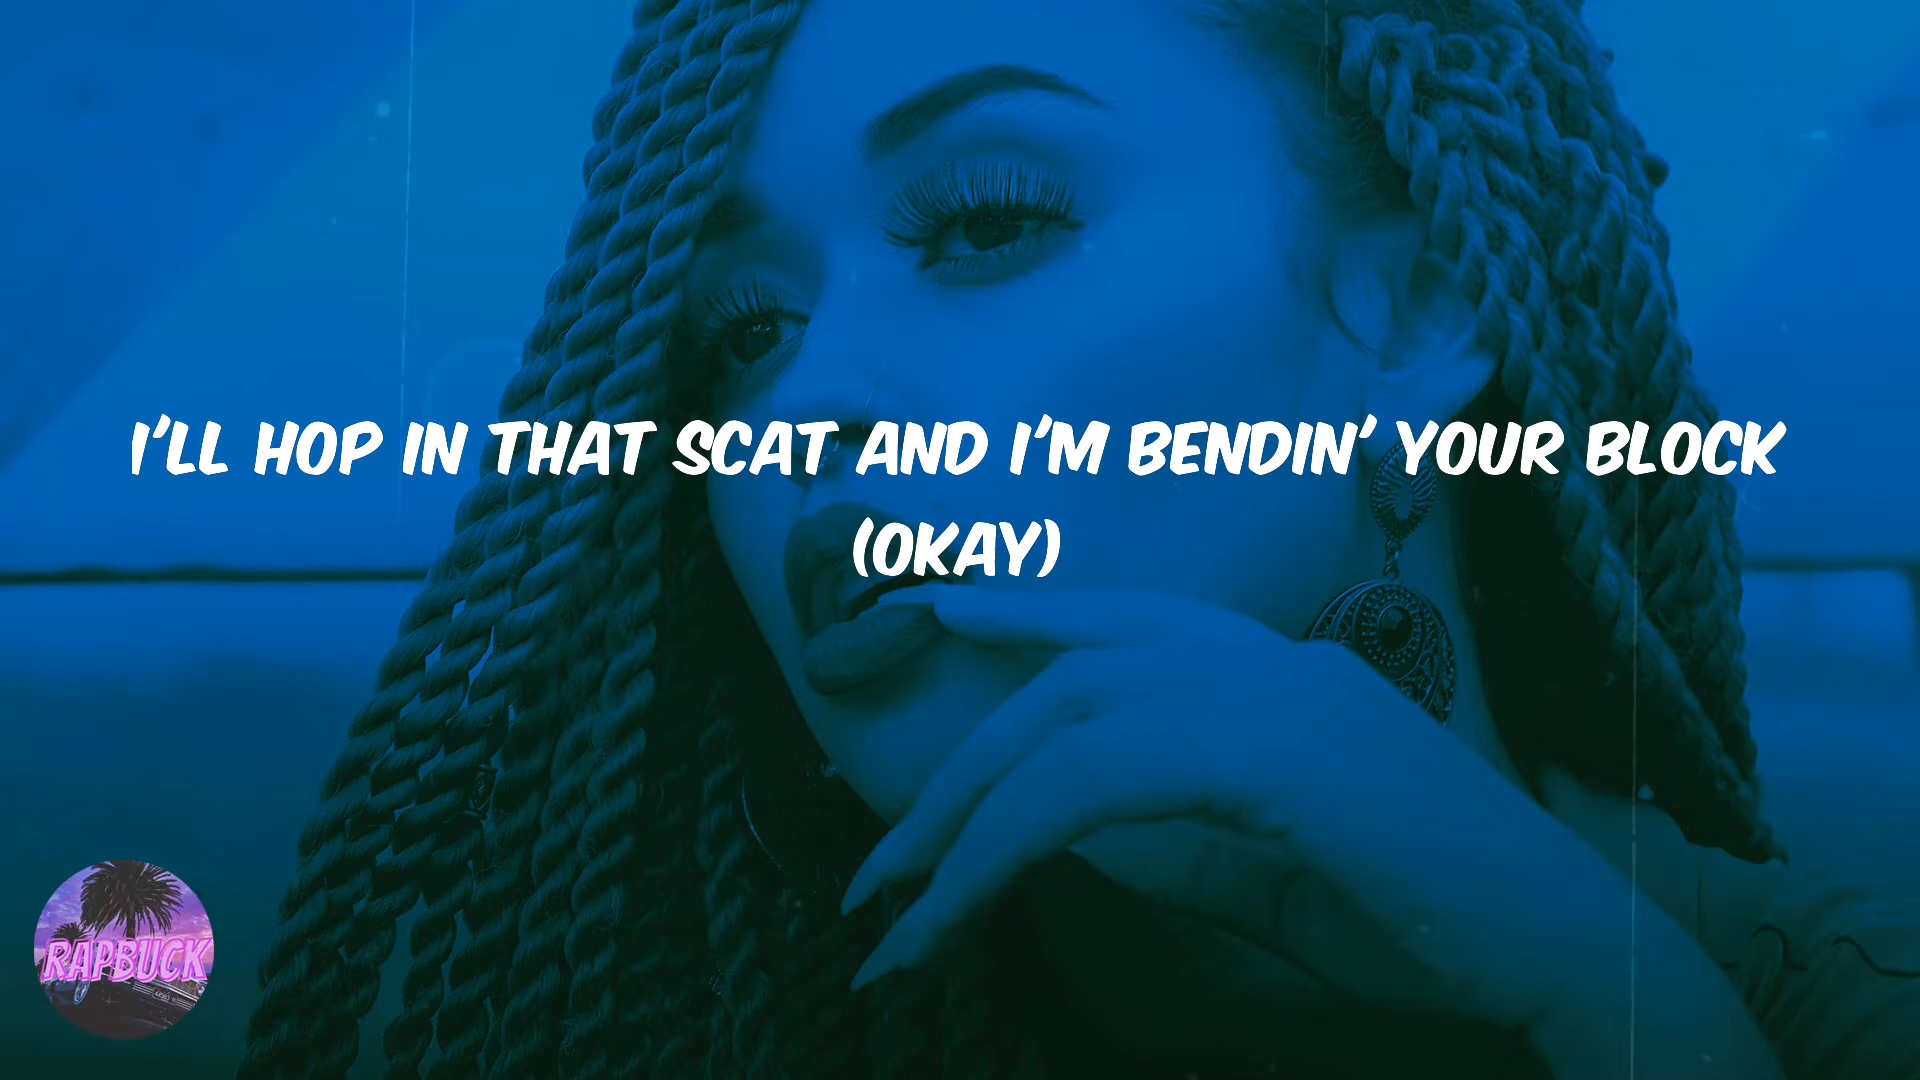 I'LL HOP IN THAT SCAT AND I'M BENDIN' YOUR BLOCK
(OKAY)
RAPBUCK